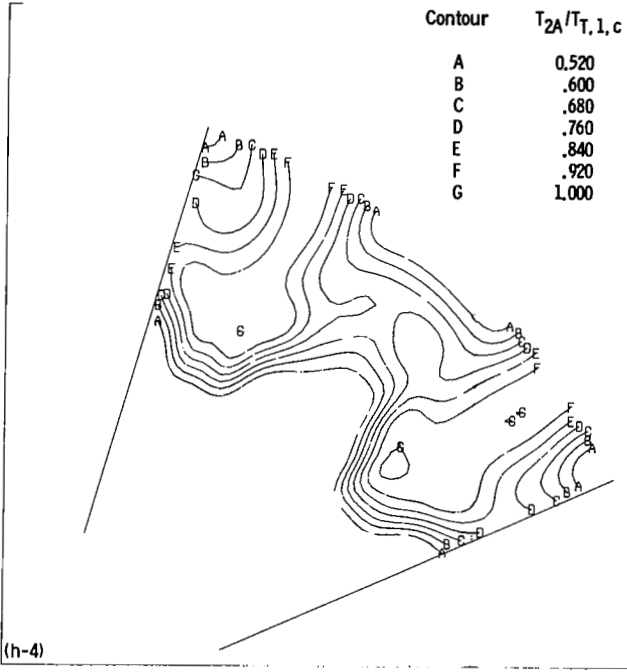 Contour T2A/TT, 1, c
A 0.520
B .600
C .680
D .760
E .840
F .920
G 1.000
A
A B C D E F
B
C
D
E
E
F E D C B A
D D
B
A
G
A B C D E
F
G G
F
E D C B A
G
A B C D
D C B A
(h-4)